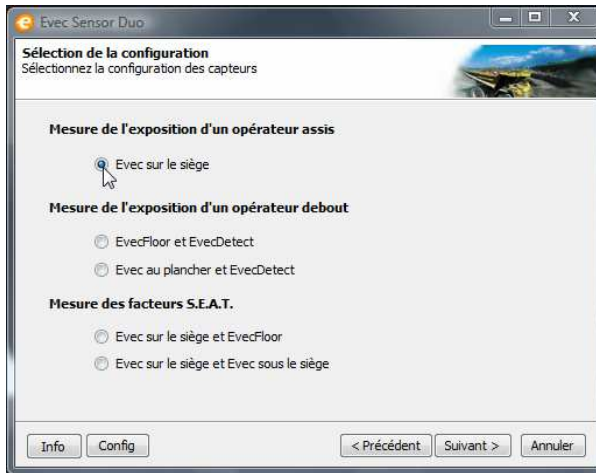 Evec Sensor Duo
Sélection de la configuration
Sélectionnez la configuration des capteurs
Mesure de l'exposition d'un opérateur assis
Evec sur le siège
Mesure de l'exposition d'un opérateur debout
EvecFloor et EvecDetect
Evec au plancher et EvecDetect
Mesure des facteurs S.E.A.T.
Evec sur le siège et EvecFloor
Evec sur le siège et Evec sous le siège
Info Config < Précédent Suivant > Annuler